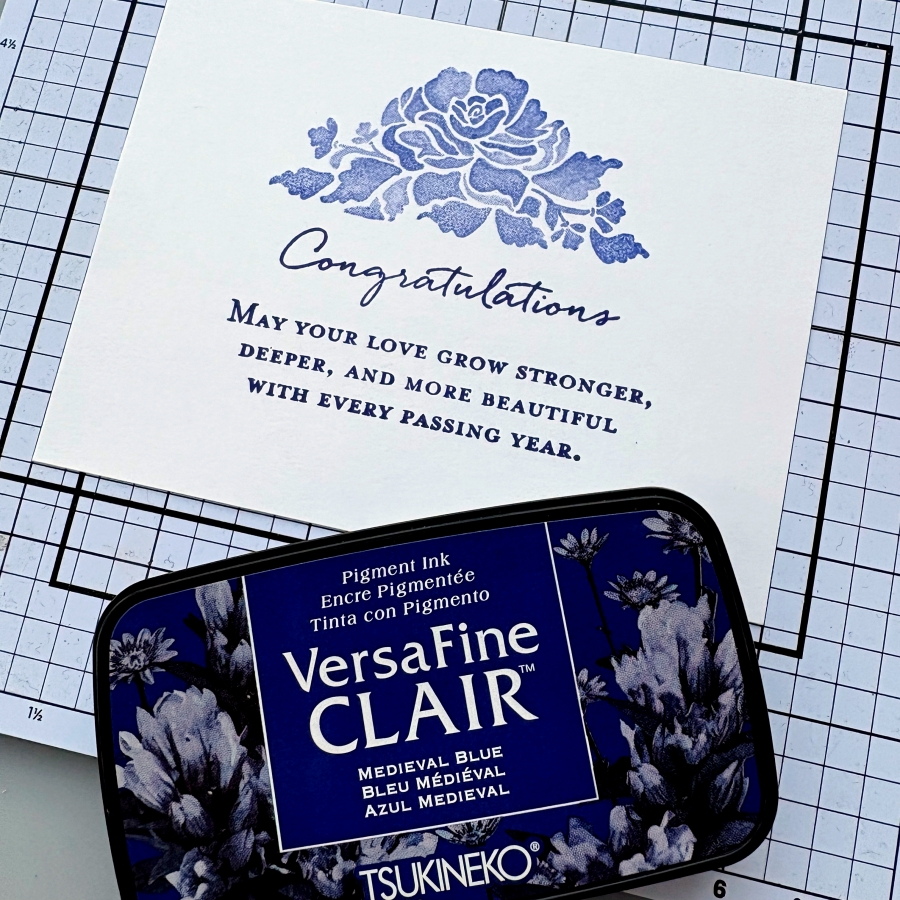 4½
Congratulations
May your love grow stronger,
deeper, and more beautiful
with every passing year.
Pigment Ink
Encre Pigmentée
Tinta con Pigmento
VersaFine
CLAIR™
Medieval Blue
Bleu Médiéval
Azul Medieval
TSUKINEKO®
1½
6